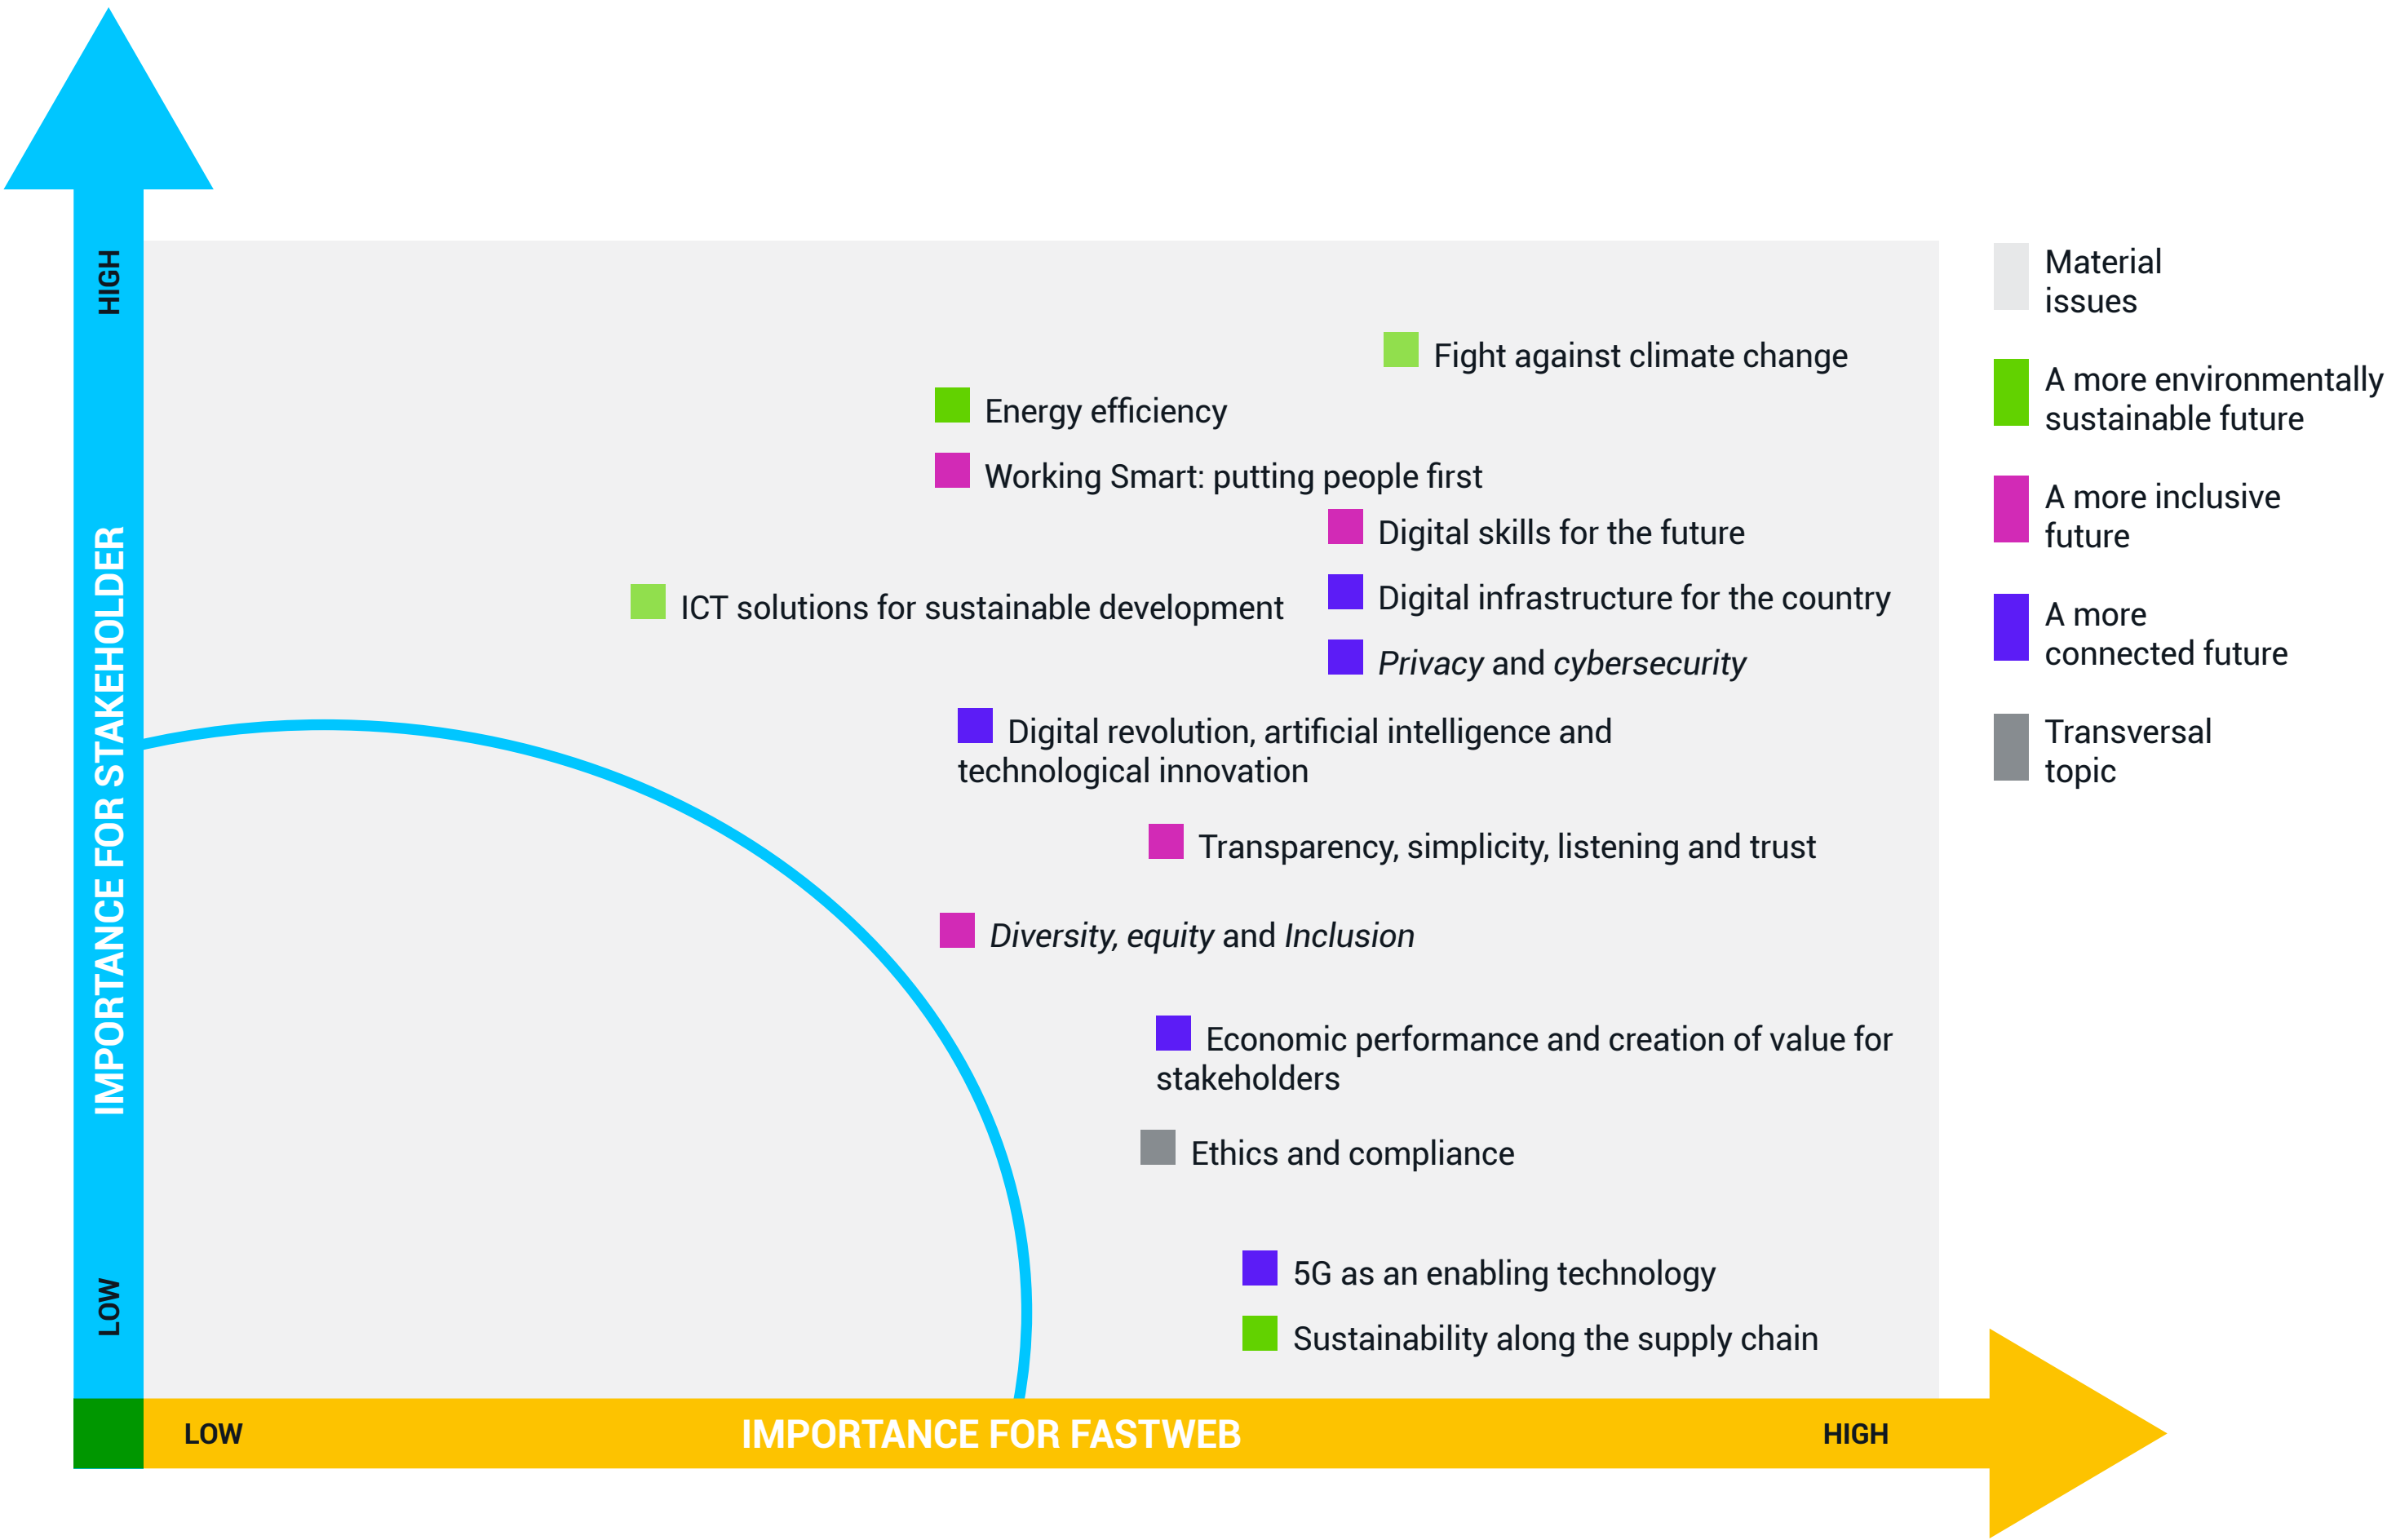 HIGH
IMPORTANCE FOR STAKEHOLDER
LOW
Fight against climate change
Energy efficiency
Working Smart: putting people first
Digital skills for the future
ICT solutions for sustainable development
Digital infrastructure for the country
Privacy and cybersecurity
Digital revolution, artificial intelligence and
technological innovation
Transparency, simplicity, listening and trust
Diversity, equity and Inclusion
Economic performance and creation of value for
stakeholders
Ethics and compliance
5G as an enabling technology
Sustainability along the supply chain
LOW
IMPORTANCE FOR FASTWEB
HIGH
Material
issues
A more environmentally
sustainable future
A more inclusive
future
A more
connected future
Transversal
topic